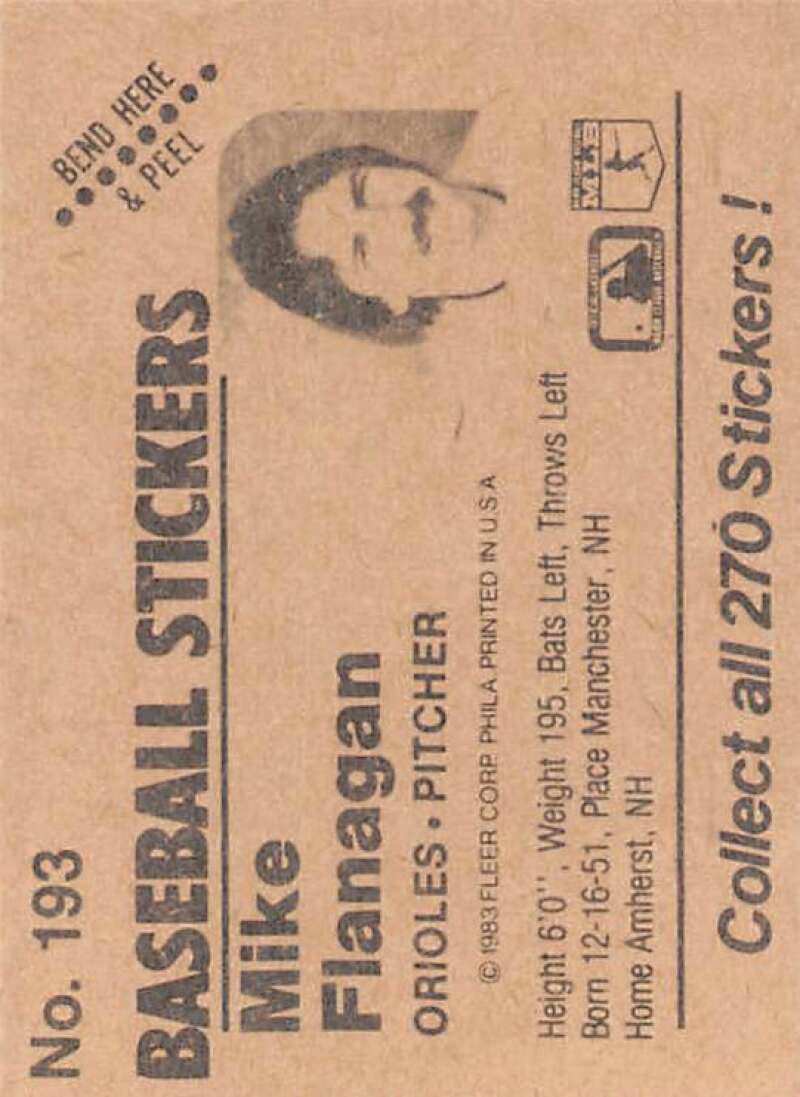 No. 193
BEND HERE
& PEEL
BASEBALL STICKERS
Mike
Flanagan
ORIOLES • PITCHER
© 1983 FLEER CORP. PHILA. PRINTED IN U.S.A
Height 6'0'', Weight 195, Bats Left, Throws Left
Born 12-16-51, Place Manchester, NH
Home Amherst, NH
Collect all 270 Stickers !